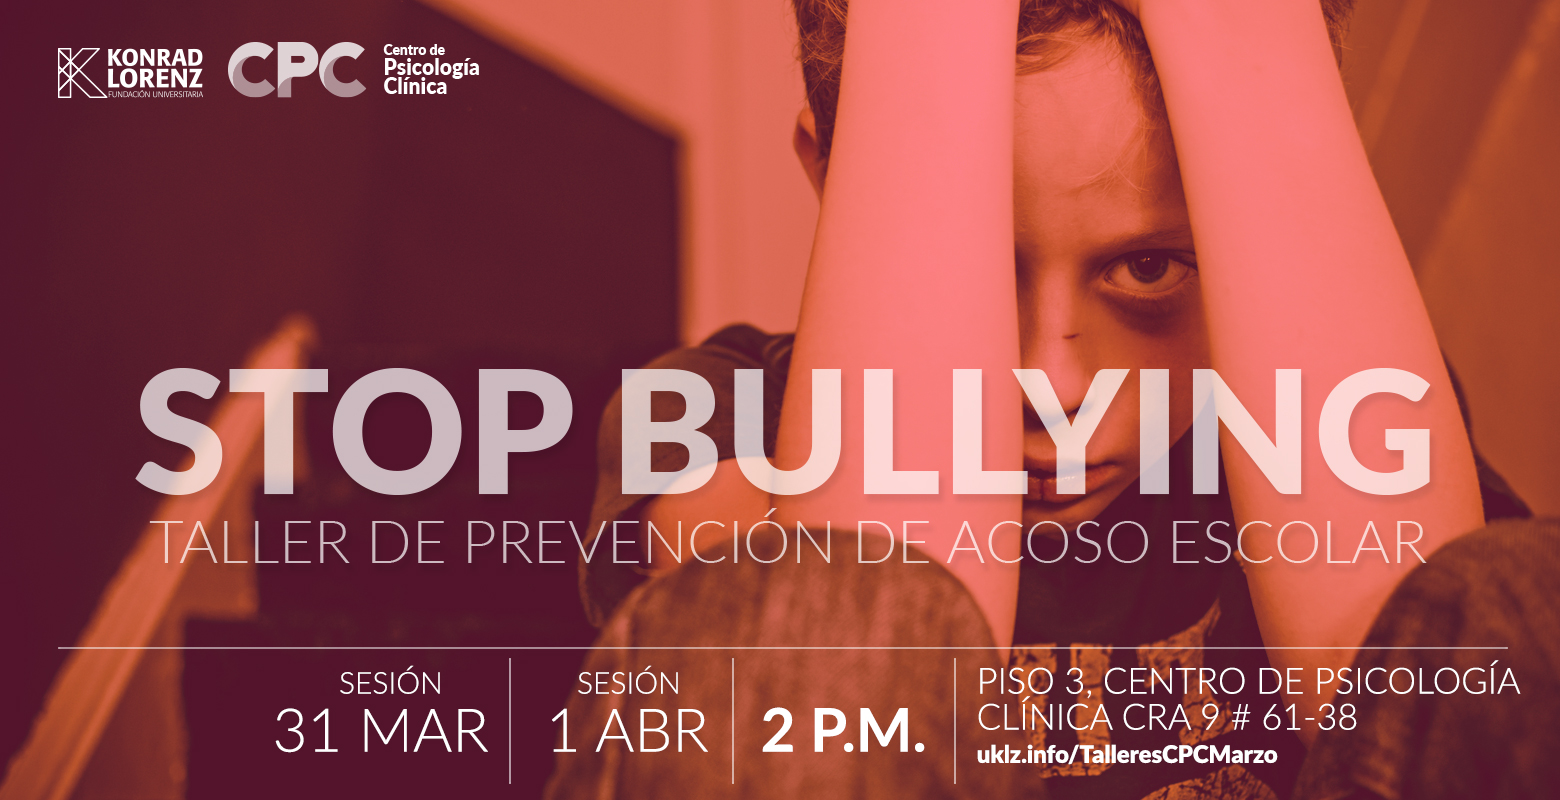 KONRAD
LORENZ
FUNDACIÓN UNIVERSITARIA
CPC
Centro de
Psicología
Clínica
STOP BULLYING
TALLER DE PREVENCIÓN DE ACOSO ESCOLAR
SESIÓN
31 MAR
SESIÓN
1 ABR
2 P.M.
PISO 3, CENTRO DE PSICOLOGÍA
CLÍNICA CRA 9 # 61-38
uklz.info/TalleresCPCMarzo